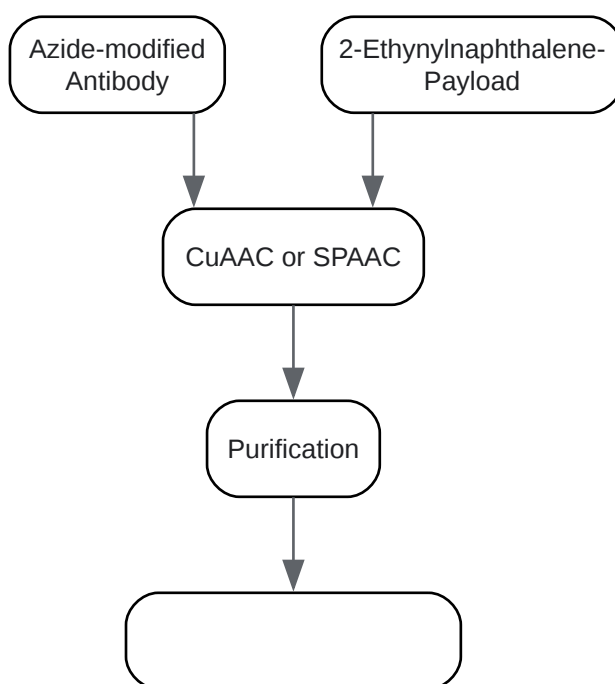 Azide-modified
Antibody
2-Ethynylnaphthalene-
Payload
CuAAC or SPAAC
Purification